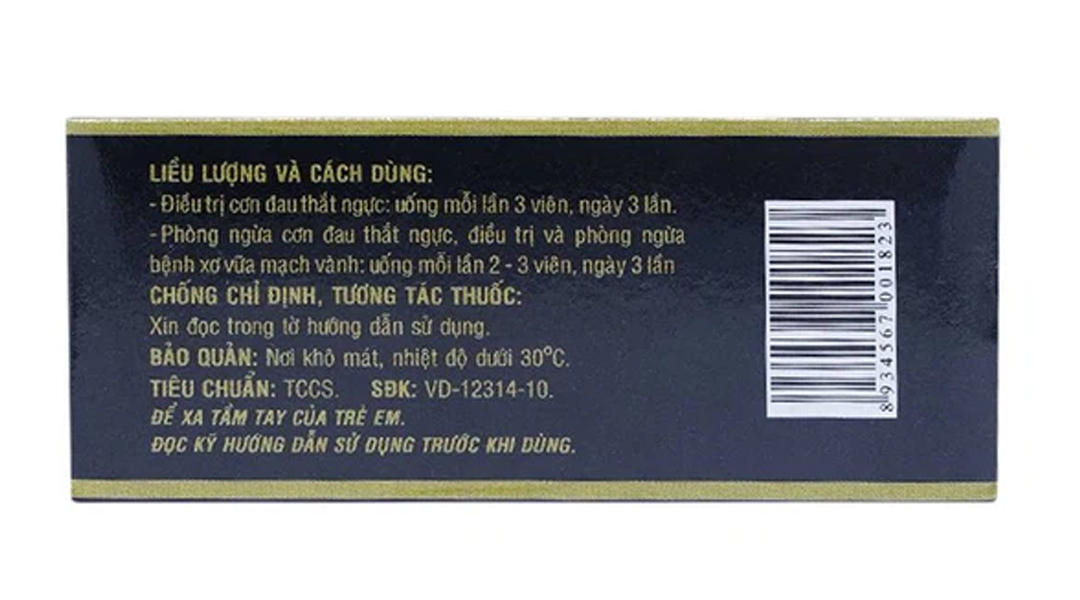 LIỀU LƯỢNG VÀ CÁCH DÙNG:
- Điều trị cơn đau thắt ngực: uống mỗi lần 3 viên, ngày 3 lần.
- Phòng ngừa cơn đau thắt ngực, điều trị và phòng ngừa
bệnh xơ vữa mạch vành: uống mỗi lần 2 - 3 viên, ngày 3 lần
CHỐNG CHỈ ĐỊNH, TƯƠNG TÁC THUỐC:
Xin đọc trong tờ hướng dẫn sử dụng.
BẢO QUẢN: Nơi khô mát, nhiệt độ dưới 30°C.
TIÊU CHUẨN: TCCS. SĐK: VD-12314-10.
ĐỂ XA TẦM TAY CỦA TRẺ EM.
ĐỌC KỸ HƯỚNG DẪN SỬ DỤNG TRƯỚC KHI DÙNG.
8 934567 001823